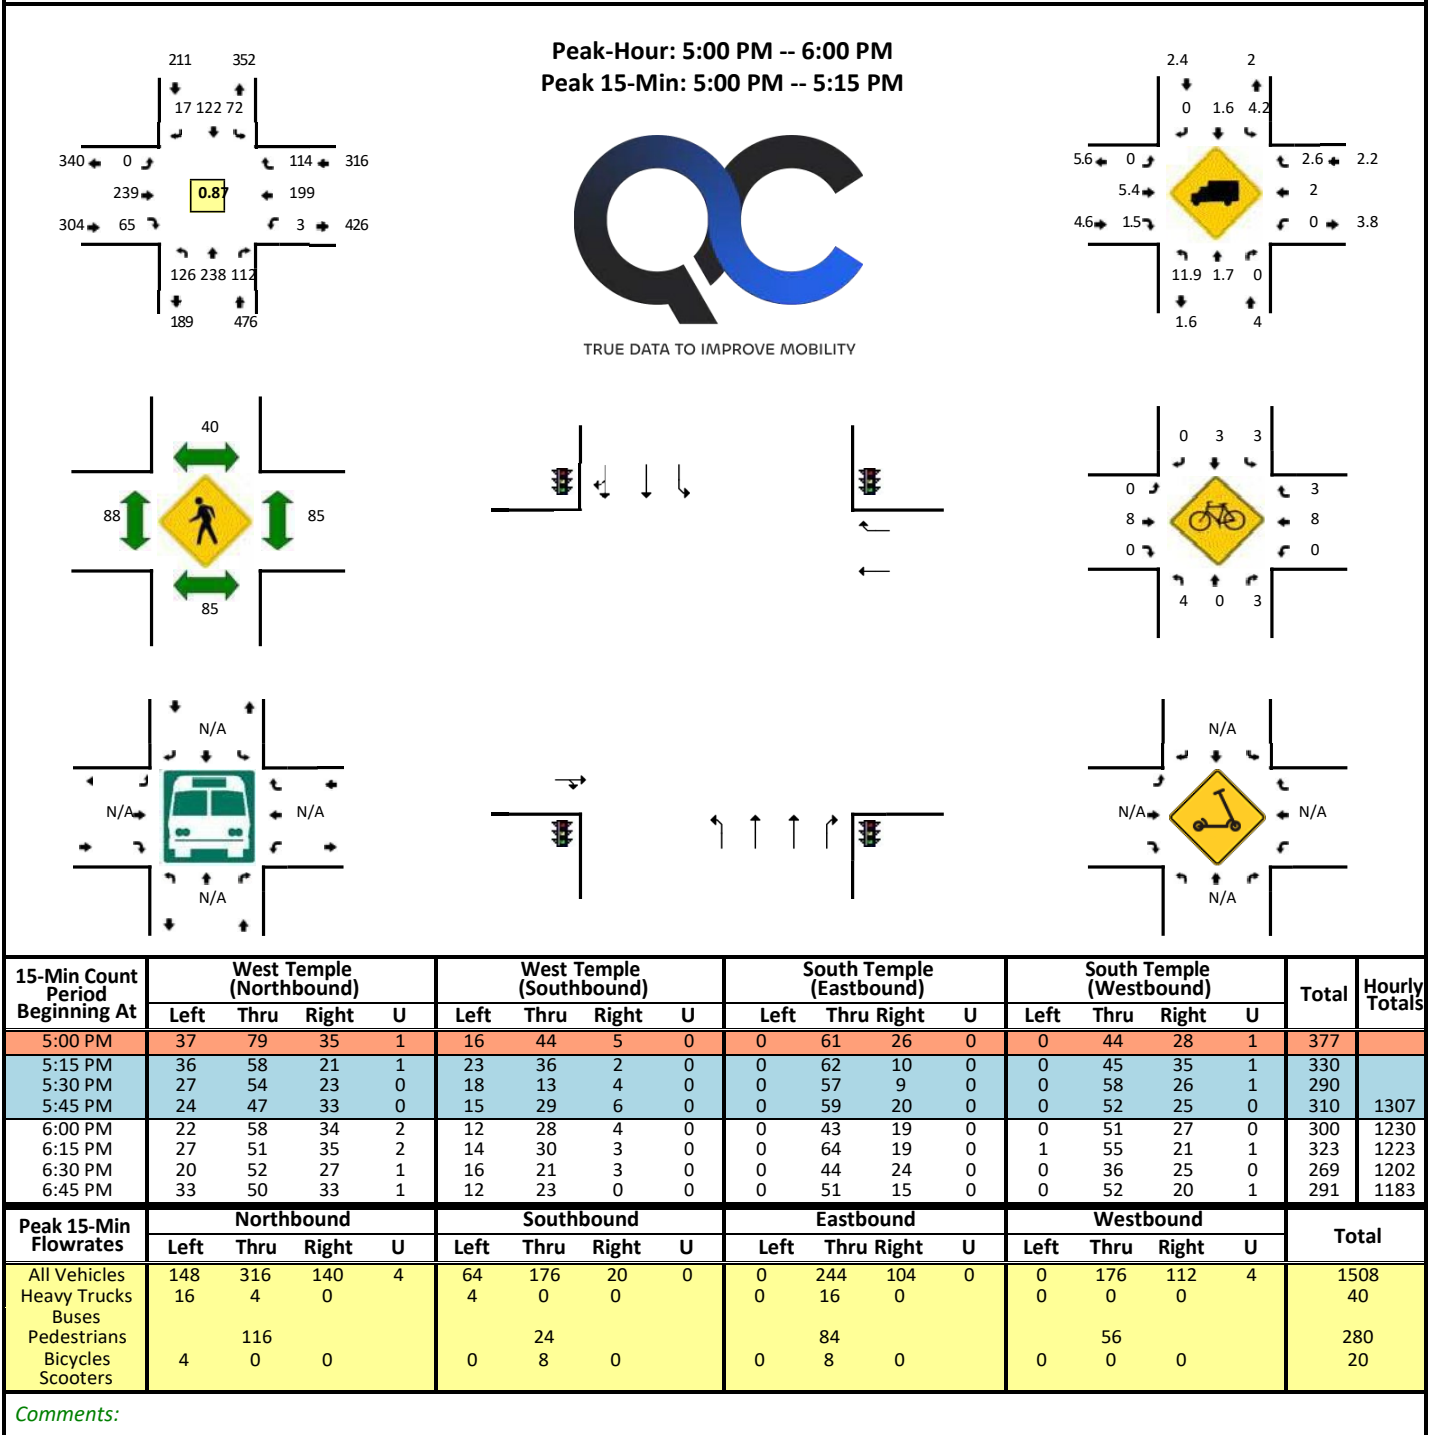 Peak-Hour: 5:00 PM -- 6:00 PM
Peak 15-Min: 5:00 PM -- 5:15 PM
211 352
17 122 72
340 0 114 316
239 0.87 199
304 65 3 426
126 238 112
189 476
QC
TRUE DATA TO IMPROVE MOBILITY
2.4 2
0 1.6 4.2
5.6 0 2.6 2.2
5.4 2
4.6 1.5 0 3.8
11.9 1.7 0
1.6 4
40
88 85
85
0 3 3
0 3
8 8
0 0
4 0 3
N/A
N/A N/A
N/A
N/A
N/A N/A
N/A
15-Min Count Period Beginning At West Temple (Northbound) West Temple (Southbound) South Temple (Eastbound) South Temple (Westbound) Total Hourly Totals
Left Thru Right U Left Thru Right U Left Thru Right U Left Thru Right U
5:00 PM 37 79 35 1 16 44 5 0 0 61 26 0 0 44 28 1 377
5:15 PM 36 58 21 1 23 36 2 0 0 62 10 0 0 45 35 1 330
5:30 PM 27 54 23 0 18 13 4 0 0 57 9 0 0 58 26 1 290
5:45 PM 24 47 33 0 15 29 6 0 0 59 20 0 0 52 25 0 310 1307
6:00 PM 22 58 34 2 12 28 4 0 0 43 19 0 0 51 27 0 300 1230
6:15 PM 27 51 35 2 14 30 3 0 0 64 19 0 1 55 21 1 323 1223
6:30 PM 20 52 27 1 16 21 3 0 0 44 24 0 0 36 25 0 269 1202
6:45 PM 33 50 33 1 12 23 0 0 0 51 15 0 0 52 20 1 291 1183
Peak 15-Min Flowrates Northbound Southbound Eastbound Westbound Total
Left Thru Right U Left Thru Right U Left Thru Right U Left Thru Right U
All Vehicles 148 316 140 4 64 176 20 0 0 244 104 0 0 176 112 4 1508
Heavy Trucks 16 4 0 4 0 0 0 16 0 0 0 0 40
Buses
Pedestrians 116 24 84 56 280
Bicycles 4 0 0 0 8 0 0 8 0 0 0 0 20
Scooters
Comments: